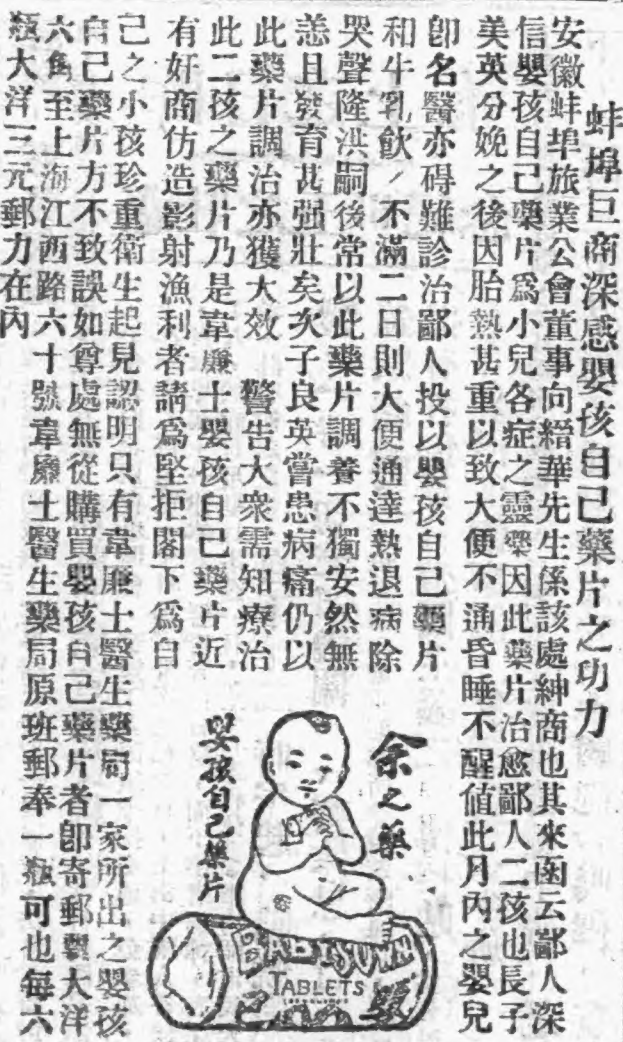 蚌埠巨商深感嬰孩自己藥片之功力
安徽蚌埠旅業公會董事向縉華先生係該處紳商也其來函云鄙人深
信嬰孩自己藥片爲小兒各症之靈藥因此藥片治愈鄙人二孩也長子
美英分娩之後因胎熱甚重以致大便不通昏睡不醒值此月內之嬰兒
卽名醫亦碍難診治鄙人投以嬰孩自己藥片
和牛乳飲ノ不滿二日則大便通達熱退病除
哭聲隆洪嗣後常以此藥片調養不獨安然無
恙且發育甚强壯矣次子良英嘗患病痛仍以
此藥片調治亦獲大效　警告大衆需知療治
此二孩之藥片乃是韋廉士嬰孩自己藥片近
有奸商仿造影射漁利者請爲堅拒閣下爲自
己之小孩珍重衛生起見認明只有韋廉士醫生藥局一家所出之嬰孩
自己藥片方不致誤如尊處無從購買嬰孩自己藥片者卽寄郵票大洋
六角至上海江西路六十號韋廉士醫生藥局原班郵奉一瓶可也每六
瓶大洋三元郵力在內
余之藥
嬰孩自己藥片
BABY'S OWN
TABLETS